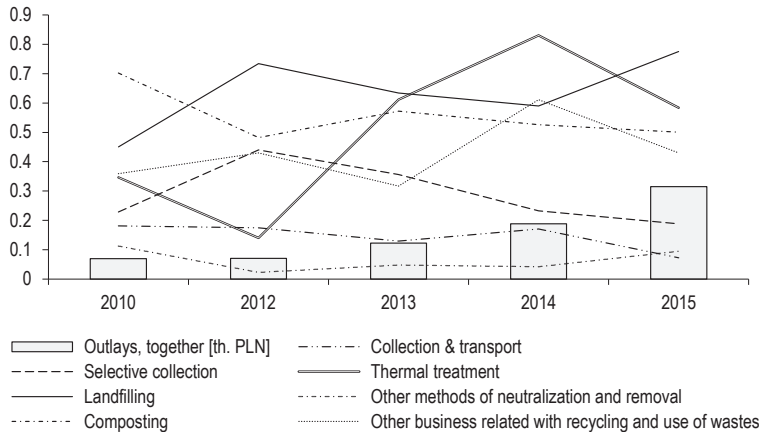 0.9
0.8
0.7
0.6
0.5
0.4
0.3
0.2
0.1
0
2010 2012 2013 2014 2015
Outlays, together [th. PLN] Collection & transport
Selective collection Thermal treatment
Landfilling Other methods of neutralization and removal
Composting Other business related with recycling and use of wastes